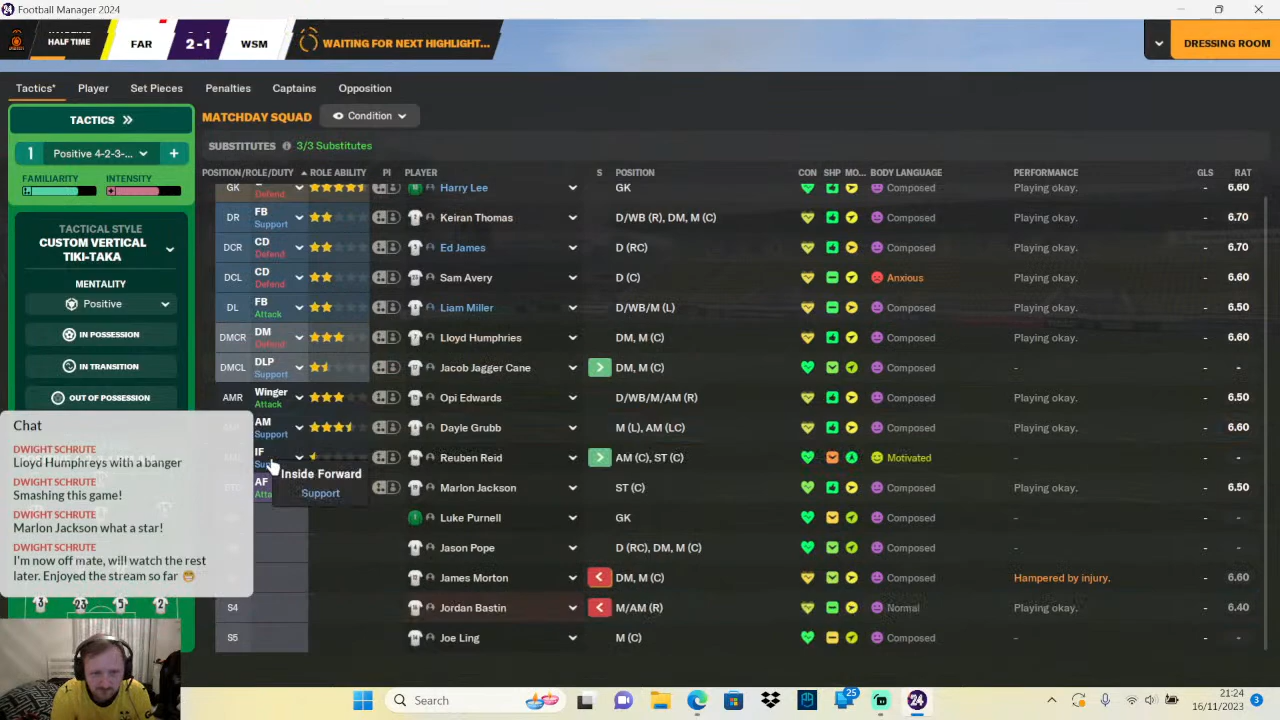 24 Football Manager 2024
HALF TIME
FAR 2-1 WSM
WAITING FOR NEXT HIGHLIGHT...
DRESSING ROOM
Tactics* Player Set Pieces Penalties Captains Opposition
TACTICS
MATCHDAY SQUAD Condition
SUBSTITUTES 3/3 Substitutes
1 Positive 4-2-3-... +
FAMILIARITY INTENSITY
TACTICAL STYLE
CUSTOM VERTICAL
TIKI-TAKA
MENTALITY
Positive
IN POSSESSION
IN TRANSITION
OUT OF POSSESSION
POSITION/ROLE/DUTY ROLE ABILITY PI PLAYER S POSITION CON SHP MO... BODY LANGUAGE PERFORMANCE GLS RAT
GK Defend Harry Lee GK Composed Playing okay. - 6.60
DR FB Support Keiran Thomas D/WB (R), DM, M (C) Composed Playing okay. - 6.70
DCR CD Defend Ed James D (RC) Composed Playing okay. - 6.70
DCL CD Defend Sam Avery D (C) Anxious Playing okay. - 6.60
DL FB Attack Liam Miller D/WB/M (L) Composed Playing okay. - 6.50
DMCR DM Defend Lloyd Humphries DM, M (C) Composed Playing okay. - 6.60
DMCL DLP Support Jacob Jagger Cane DM, M (C) Composed - -
AMR Winger Attack Opi Edwards D/WB/M/AM (R) Composed Playing okay. - 6.50
AM Support Dayle Grubb M (L), AM (LC) Composed Playing okay. - 6.60
IF Reuben Reid AM (C), ST (C) Motivated - -
AF Marlon Jackson ST (C) Composed Playing okay. - 6.50
Luke Purnell GK Composed - -
Jason Pope D (RC), DM, M (C) Composed - -
James Morton DM, M (C) Composed Hampered by injury. - 6.60
S4 Jordan Bastin M/AM (R) Normal Playing okay. - 6.40
S5 Joe Ling M (C) Composed - -
Inside Forward
Support
Chat
DWIGHT SCHRUTE
Lloyd Humphreys with a banger
DWIGHT SCHRUTE
Smashing this game!
DWIGHT SCHRUTE
Marlon Jackson what a star!
DWIGHT SCHRUTE
I'm now off mate, will watch the rest
later. Enjoyed the stream so far
3 23 5 2
Search
25
24
21:24
16/11/2023